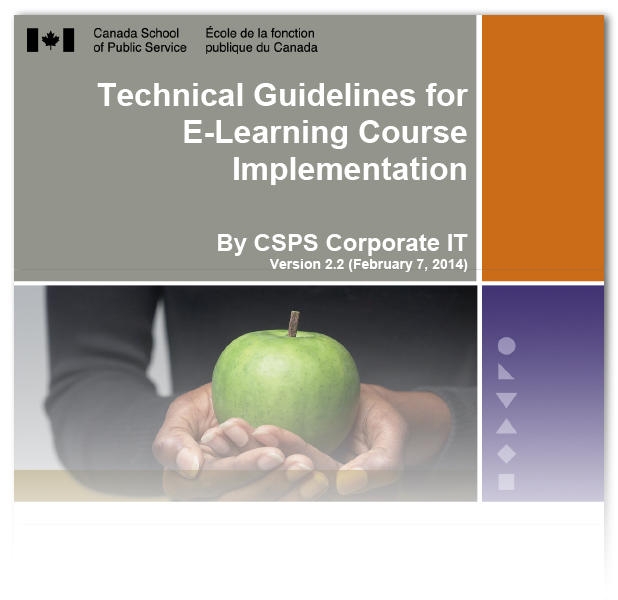 Canada School
of Public Service
École de la fonction
publique du Canada
Technical Guidelines for
E-Learning Course
Implementation
By CSPS Corporate IT
Version 2.2 (February 7, 2014)